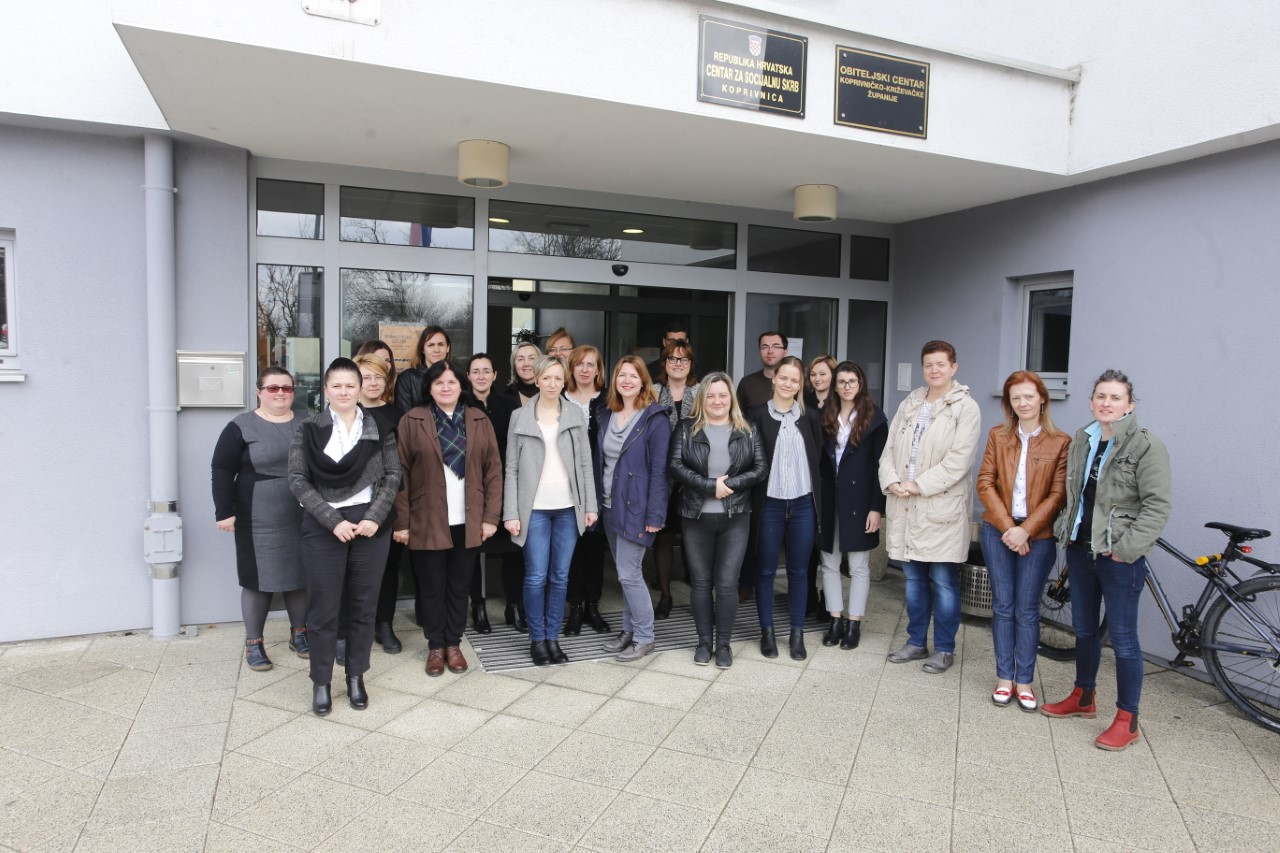 REPUBLIKA HRVATSKA
CENTAR ZA SOCIJALNU SKRB
KOPRIVNICA
OBITELJSKI CENTAR
KOPRIVNIČKO-KRIŽEVAČKE
ŽUPANIJE